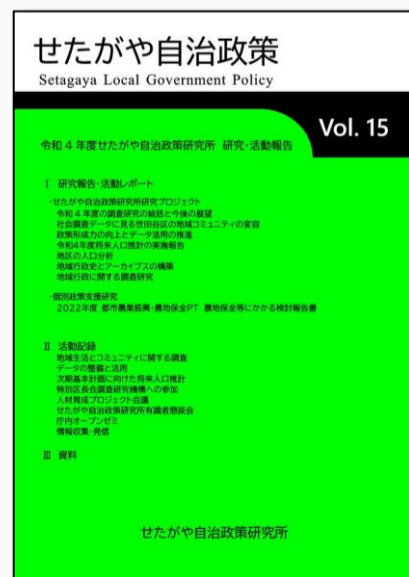 せたがや自治政策
Setagaya Local Government Policy
Vol. 15
令和 4 年度せたがや自治政策研究所 研究・活動報告
Ⅰ 研究報告・活動レポート
・せたがや自治政策研究所研究プロジェクト
令和 4 年度の調査研究の総括と今後の展望
社会調査データに見る世田谷区の地域コミュニティの変容
政策形成力の向上とデータ活用の推進
令和4年度将来人口推計の実施報告
地区の人口分析
地域行政史とアーカイブスの構築
地域行政に関する調査研究
・個別政策支援研究
2022年度 都市農業振興・農地保全PT 農地保全等にかかる検討報告書
Ⅱ 活動記録
地域生活とコミュニティに関する調査
データの整備と活用
次期基本計画に向けた将来人口推計
特別区長会調査研究機構への参加
人材育成プロジェクト会議
せたがや自治政策研究所有識者懇談会
庁内オープンゼミ
情報収集・発信
Ⅲ 資料
せたがや自治政策研究所